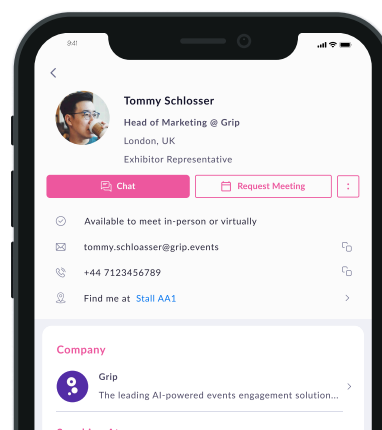 9:41
Tommy Schlosser
Head of Marketing @ Grip
London, UK
Exhibitor Representative
Chat
Request Meeting
Available to meet in-person or virtually
tommy.schloasser@grip.events
+44 7123456789
Find me at Stall AA1
Company
Grip
The leading AI-powered events engagement solution...